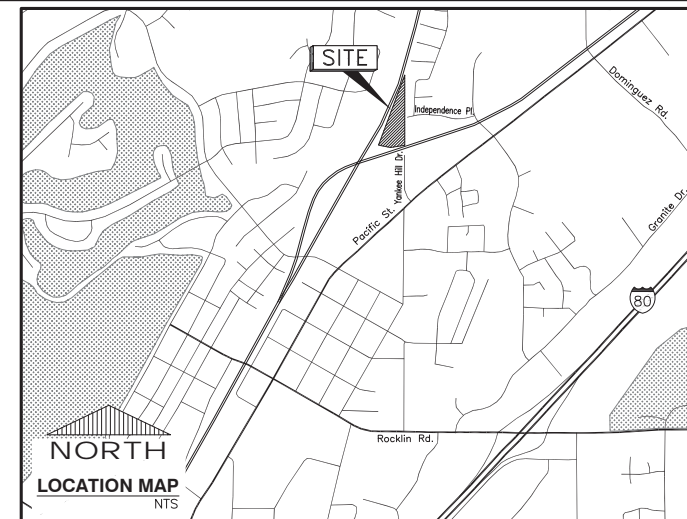 SITE
Independence Pl.
Dominguez Rd.
Yankee Hill Dr.
Pacific St.
Granite Dr.
80
Rocklin Rd.
NORTH
LOCATION MAP
NTS